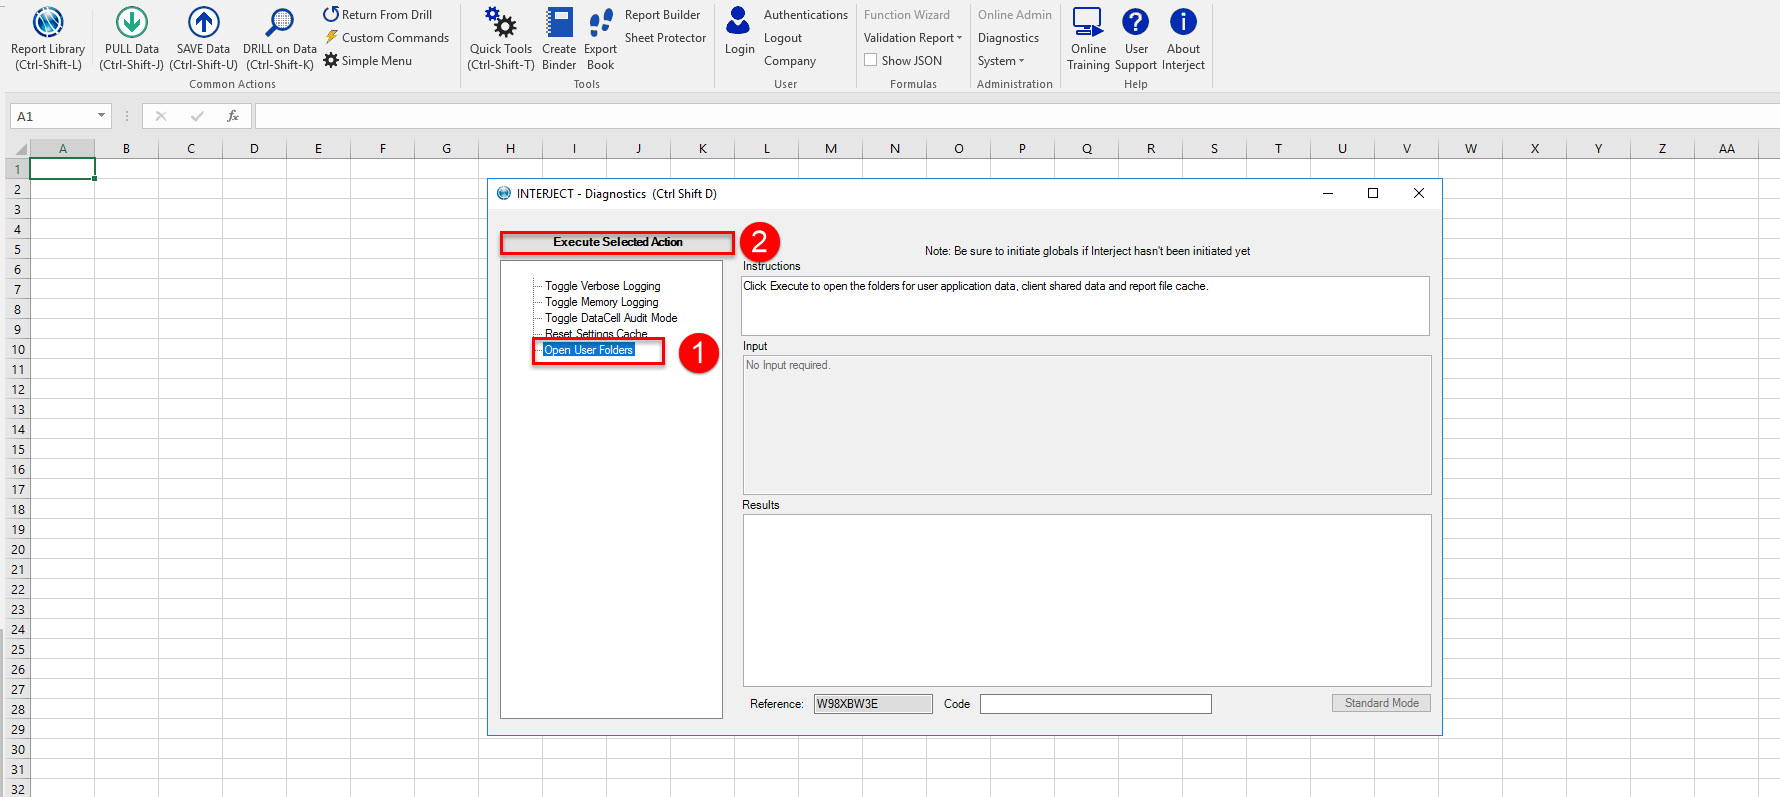 Report Library
(Ctrl-Shift-L)
PULL Data
(Ctrl-Shift-J)
SAVE Data
(Ctrl-Shift-U)
DRILL on Data
(Ctrl-Shift-K)
Return From Drill
Custom Commands
Simple Menu
Common Actions
Quick Tools
(Ctrl-Shift-T)
Create
Binder
Export
Book
Report Builder
Sheet Protector
Tools
Login
Authentications
Logout
Company
User
Function Wizard
Validation Report
Show JSON
Formulas
Online Admin
Diagnostics
System
Administration
Online
Training
User
Support
About
Interject
Help
A1
fx
A B C D E F G H I J K L M N O P Q R S T U V W X Y Z AA
1
2
3
4
5
6
7
8
9
10
11
12
13
14
15
16
17
18
19
20
21
22
23
24
25
26
27
28
29
30
31
32
INTERJECT - Diagnostics (Ctrl Shift D)
Execute Selected Action
2
Note: Be sure to initiate globals if Interject hasn't been initiated yet
Toggle Verbose Logging
Toggle Memory Logging
Toggle DataCell Audit Mode
Reset Settings Cache
Open User Folders
1
Instructions
Click Execute to open the folders for user application data, client shared data and report file cache.
Input
No Input required.
Results
Reference: W98XBW3E Code
Standard Mode